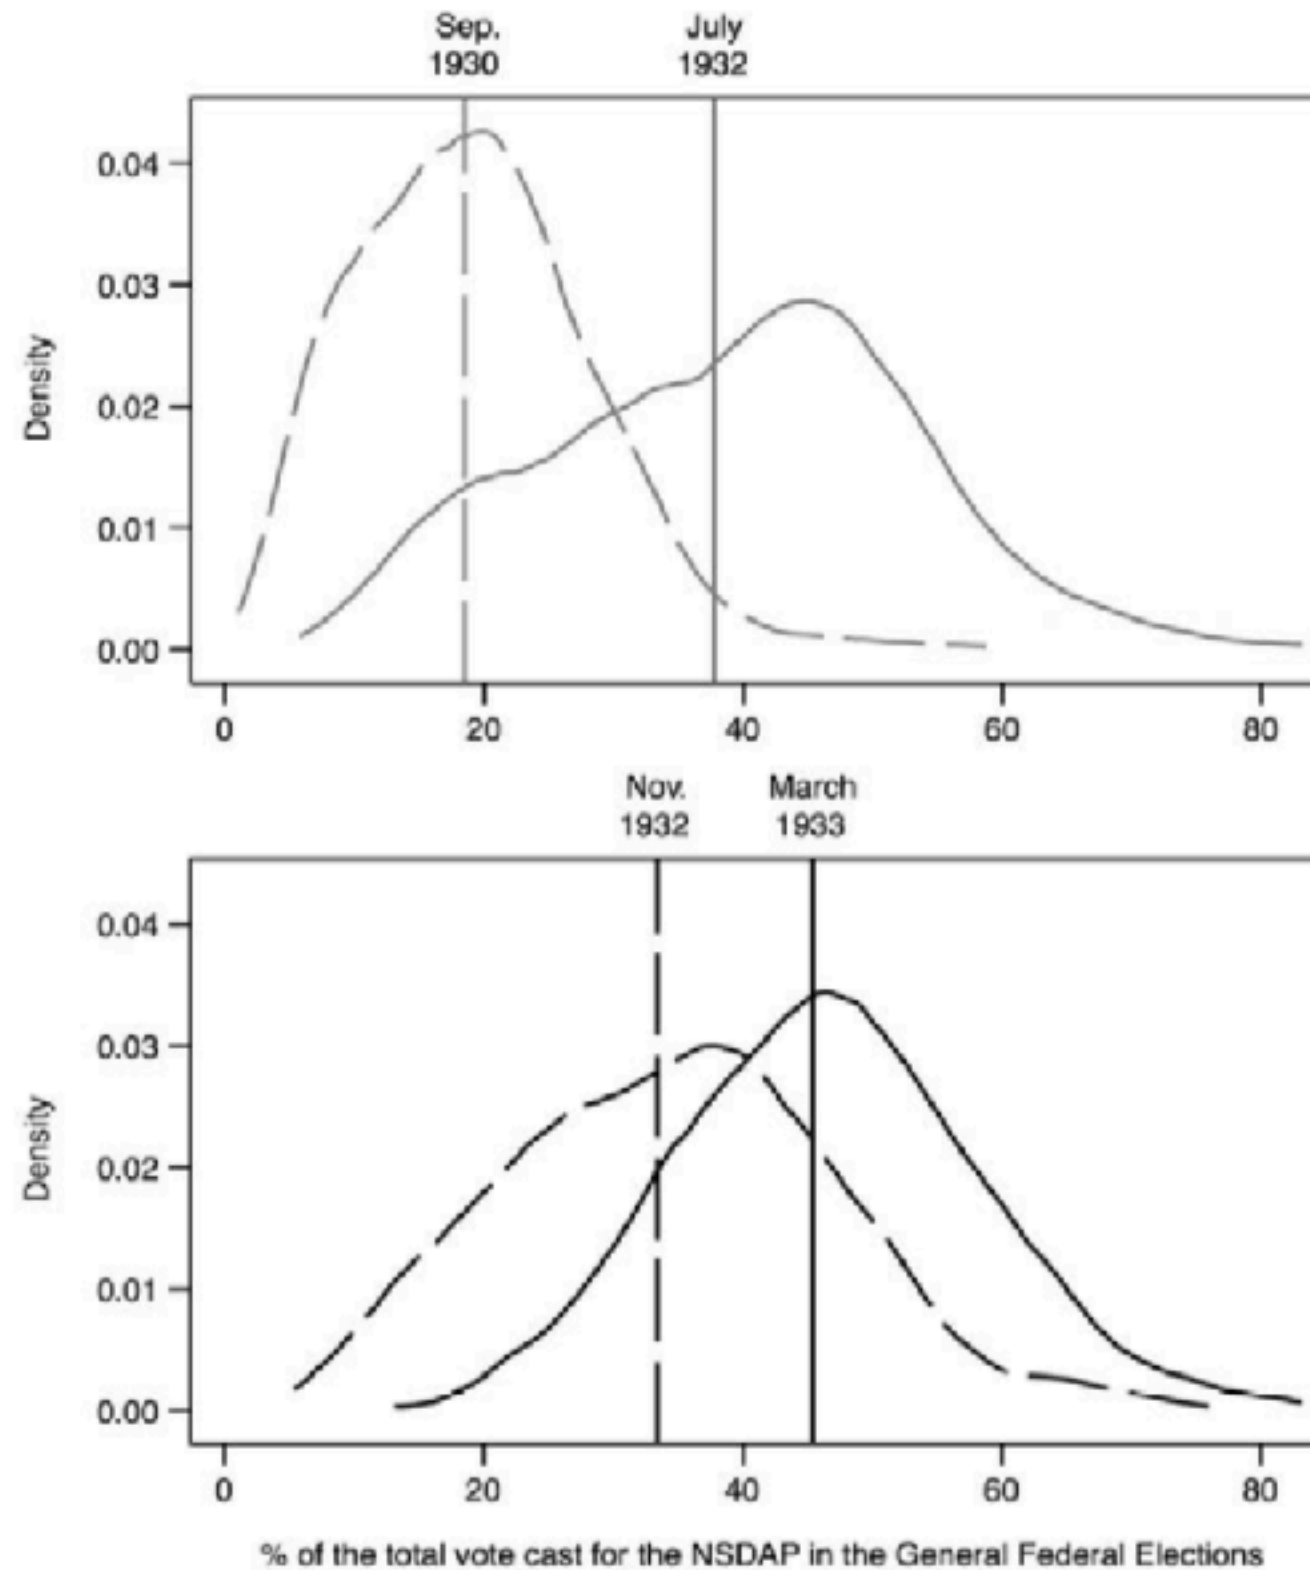 Sep. July
1930 1932
0.04
0.03
0.02
0.01
0.00
Density
0 20 40 60 80
Nov. March
1932 1933
0.04
0.03
0.02
0.01
0.00
Density
0 20 40 60 80
% of the total vote cast for the NSDAP in the General Federal Elections